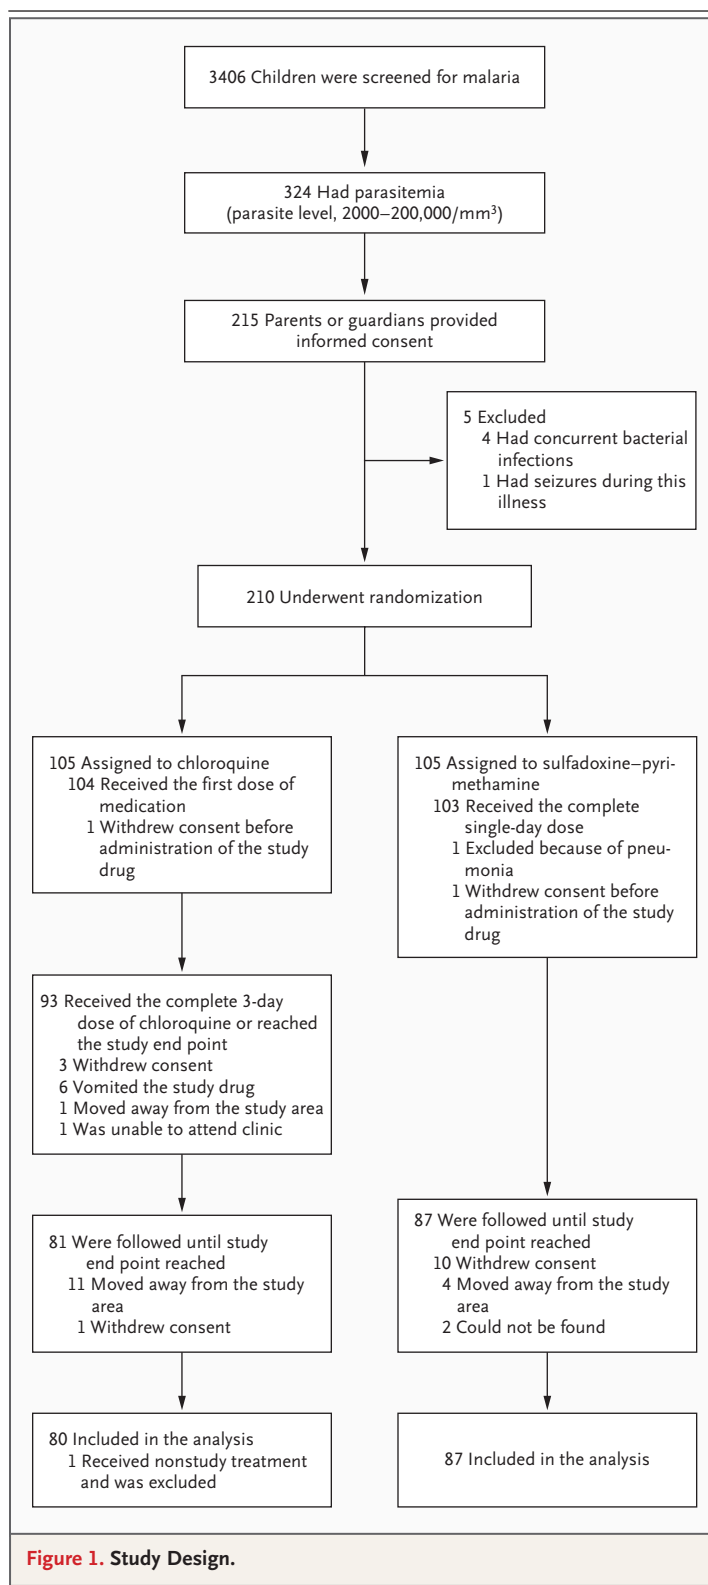 3406 Children were screened for malaria
324 Had parasitemia
(parasite level, 2000–200,000/mm³)
215 Parents or guardians provided
informed consent
5 Excluded
4 Had concurrent bacterial
infections
1 Had seizures during this
illness
210 Underwent randomization
105 Assigned to chloroquine
104 Received the first dose of
medication
1 Withdrew consent before
administration of the study
drug
105 Assigned to sulfadoxine–pyri-
methamine
103 Received the complete
single-day dose
1 Excluded because of pneu-
monia
1 Withdrew consent before
administration of the study
drug
93 Received the complete 3-day
dose of chloroquine or reached
the study end point
3 Withdrew consent
6 Vomited the study drug
1 Moved away from the study area
1 Was unable to attend clinic
81 Were followed until study
end point reached
11 Moved away from the study
area
1 Withdrew consent
87 Were followed until study
end point reached
10 Withdrew consent
4 Moved away from the study
area
2 Could not be found
80 Included in the analysis
1 Received nonstudy treatment
and was excluded
87 Included in the analysis
Figure 1. Study Design.